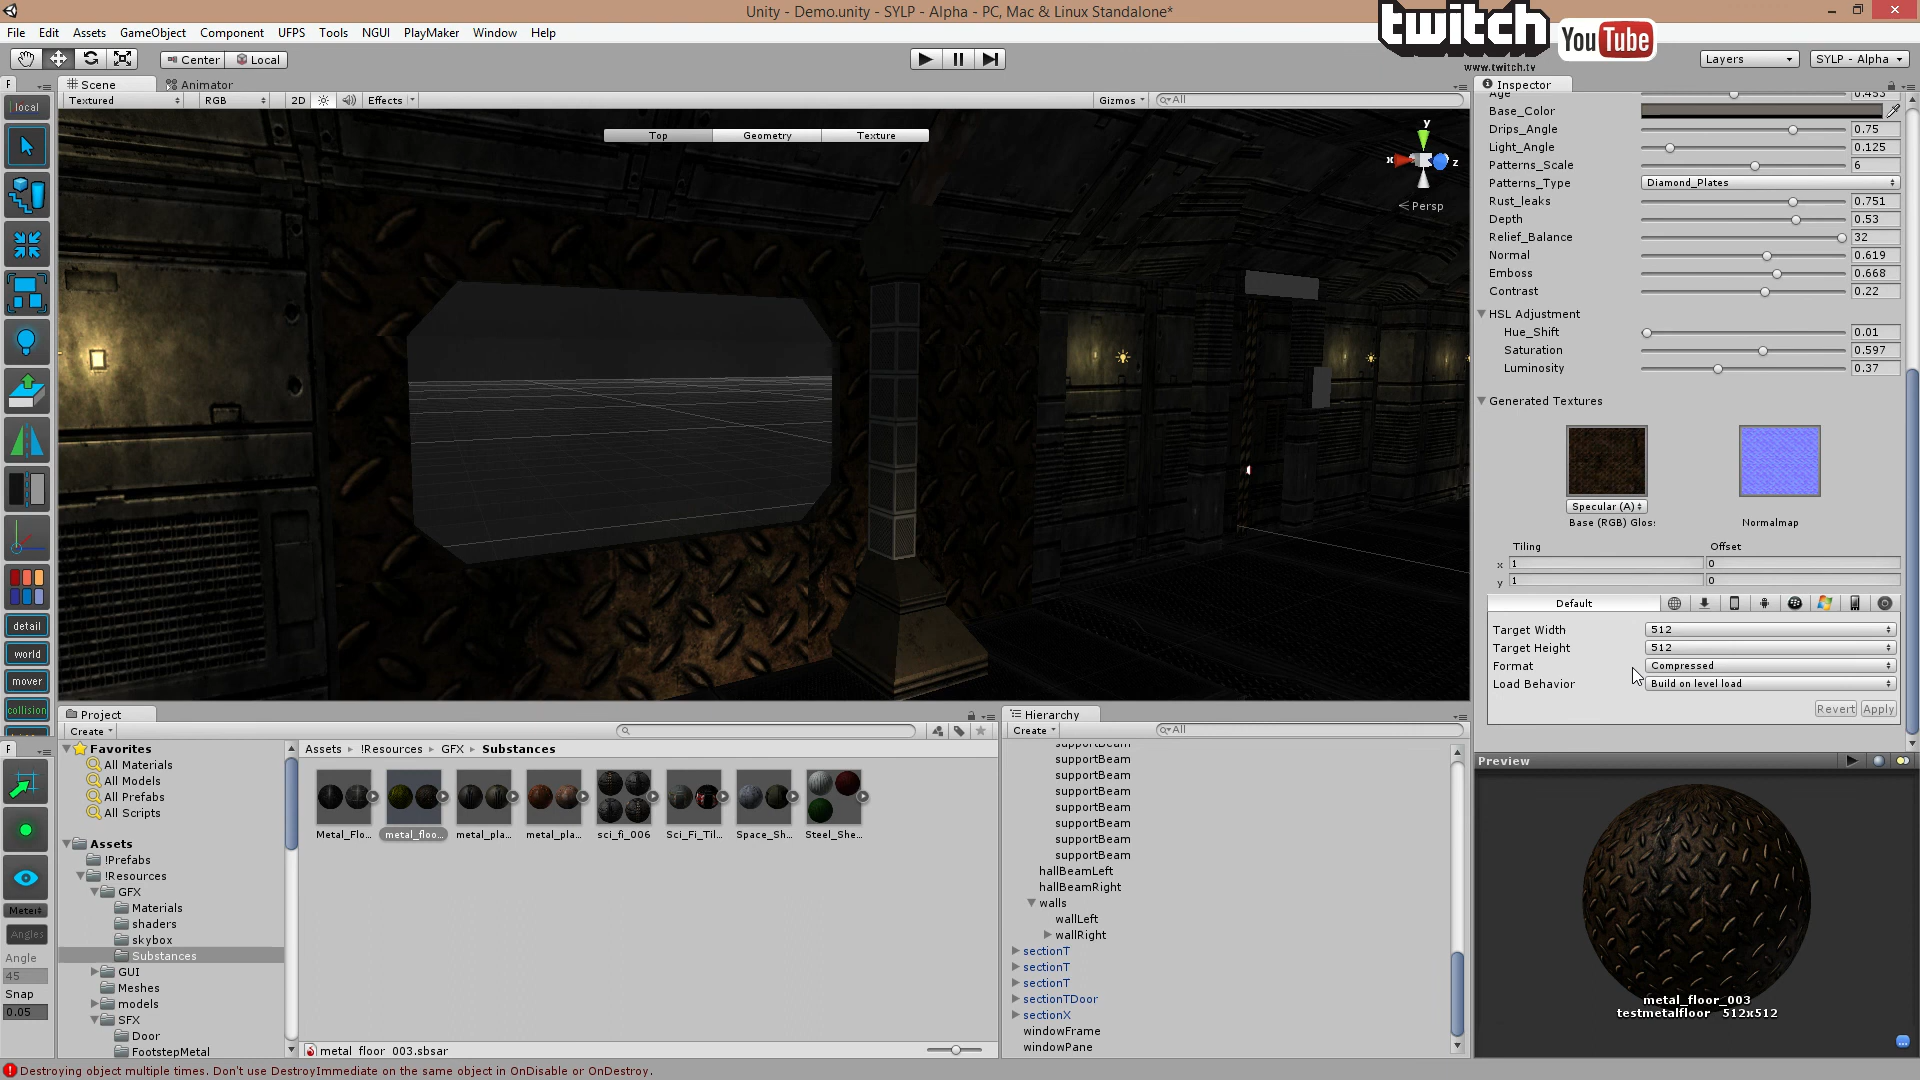 Unity - Demo.unity - SYLP - Alpha - PC, Mac & Linux Standalone*
File Edit Assets GameObject Component UFPS Tools NGUI PlayMaker Window Help
twitch
www.twitch.tv
YouTube
Center Local
Layers
SYLP - Alpha
Scene Animator
Textured RGB 2D Effects Gizmos All
Top Geometry Texture
y
x z
Persp
local
detail
world
mover
collision
Meter
Angles
Angle
45
Snap
0.05
Inspector
Age 0.453
Base_Color
Drips_Angle 0.75
Light_Angle 0.125
Patterns_Scale 6
Patterns_Type Diamond_Plates
Rust_leaks 0.751
Depth 0.53
Relief_Balance 32
Normal 0.619
Emboss 0.668
Contrast 0.22
HSL Adjustment
Hue_Shift 0.01
Saturation 0.597
Luminosity 0.37
Generated Textures
Specular (A)
Base (RGB) Glos
Normalmap
Tiling Offset
x 1 0
y 1 0
Default
Target Width 512
Target Height 512
Format Compressed
Load Behavior Build on level load
Revert Apply
Preview
metal_floor_003
testmetalfloor 512x512
Project
Create
Favorites
All Materials
All Models
All Prefabs
All Scripts
Assets
!Prefabs
!Resources
GFX
Materials
shaders
skybox
Substances
GUI
Meshes
models
SFX
Door
FootstepMetal
Assets !Resources GFX Substances
Metal_Flo... metal_floo... metal_pla... metal_pla... sci_fi_006 Sci_Fi_Til... Space_Sh... Steel_She...
metal_floor_003.sbsar
Hierarchy
Create All
supportBeam
supportBeam
supportBeam
supportBeam
supportBeam
supportBeam
supportBeam
supportBeam
hallBeamLeft
hallBeamRight
walls
wallLeft
wallRight
sectionT
sectionT
sectionT
sectionTDoor
sectionX
windowFrame
windowPane
Destroying object multiple times. Don't use DestroyImmediate on the same object in OnDisable or OnDestroy.